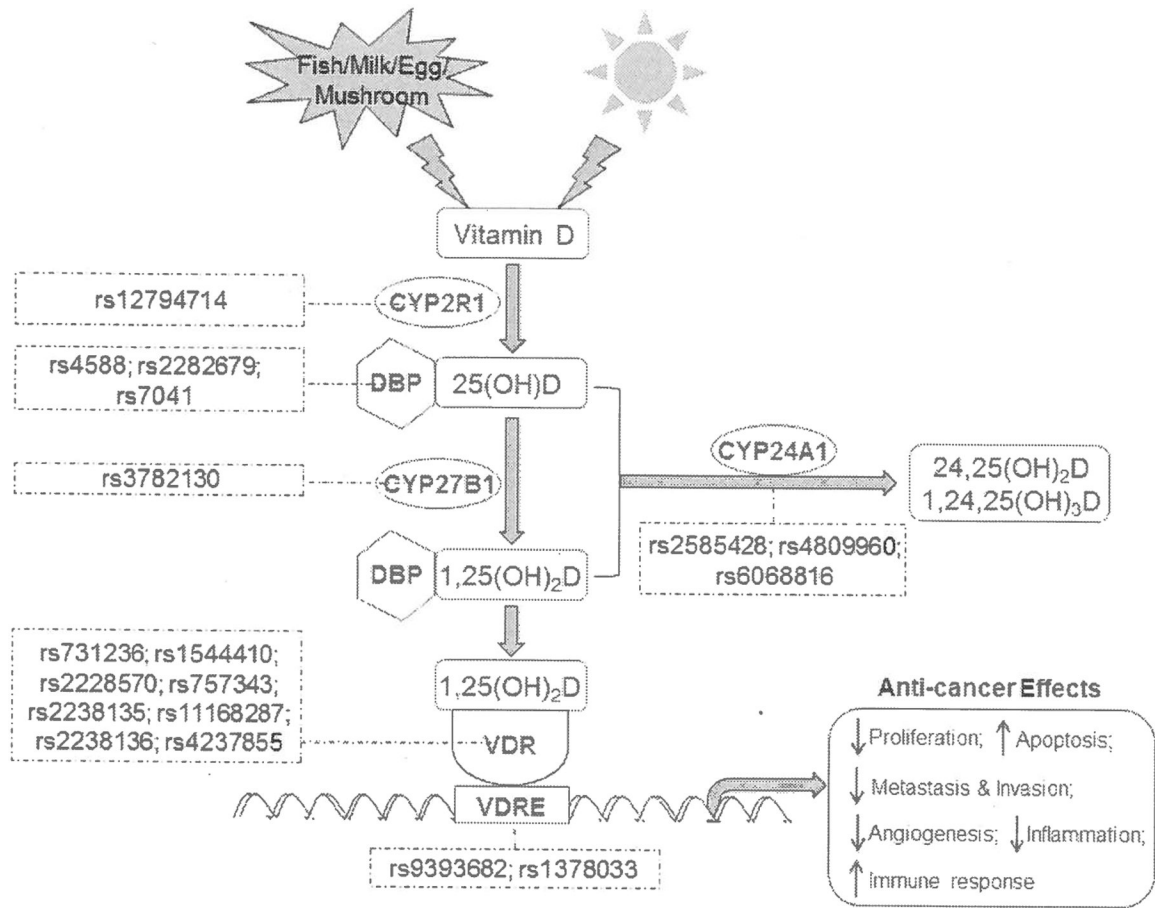 Fish/Milk/Egg/
Mushroom
Vitamin D
rs12794714
CYP2R1
rs4588; rs2282679;
rs7041
DBP
25(OH)D
rs3782130
CYP27B1
CYP24A1
24,25(OH)₂D
1,24,25(OH)₃D
rs2585428; rs4809960;
rs6068816
DBP
1,25(OH)₂D
rs731236; rs1544410;
rs2228570; rs757343;
rs2238135; rs11168287;
rs2238136; rs4237855
1,25(OH)₂D
VDR
VDRE
rs9393682; rs1378033
Anti-cancer Effects
↓Proliferation; ↑Apoptosis;
↓Metastasis & Invasion;
↓Angiogenesis; ↓Inflammation;
↑Immune response